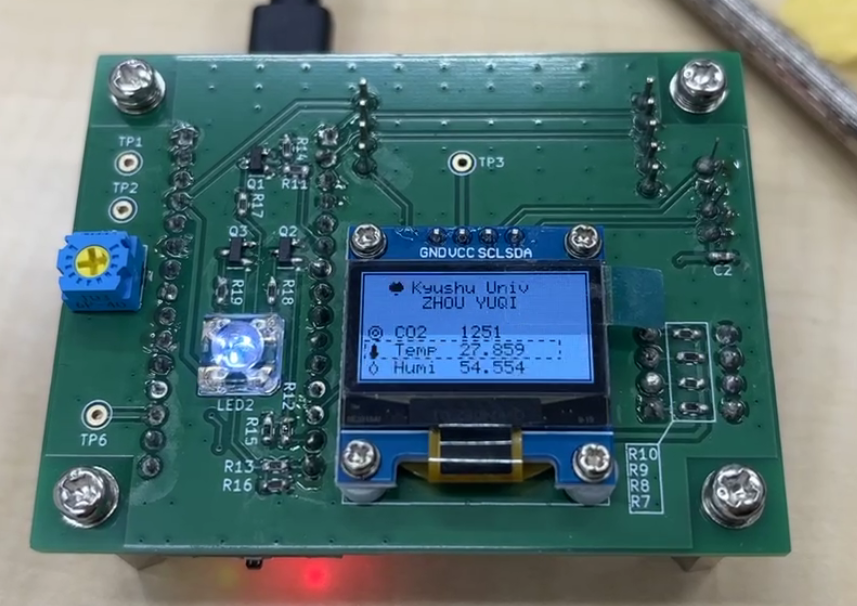 TP1
TP2
R14
Q1
R11
R17
TP3
Q3
Q2
GND VCC SCL SDA
C2
R19
R18
Kyushu Univ
ZHOU YUQI
CO2 1251
Temp 27.859
Humi 54.554
LED2
R12
TP6
R15
R13
R16
R10
R9
R8
R7